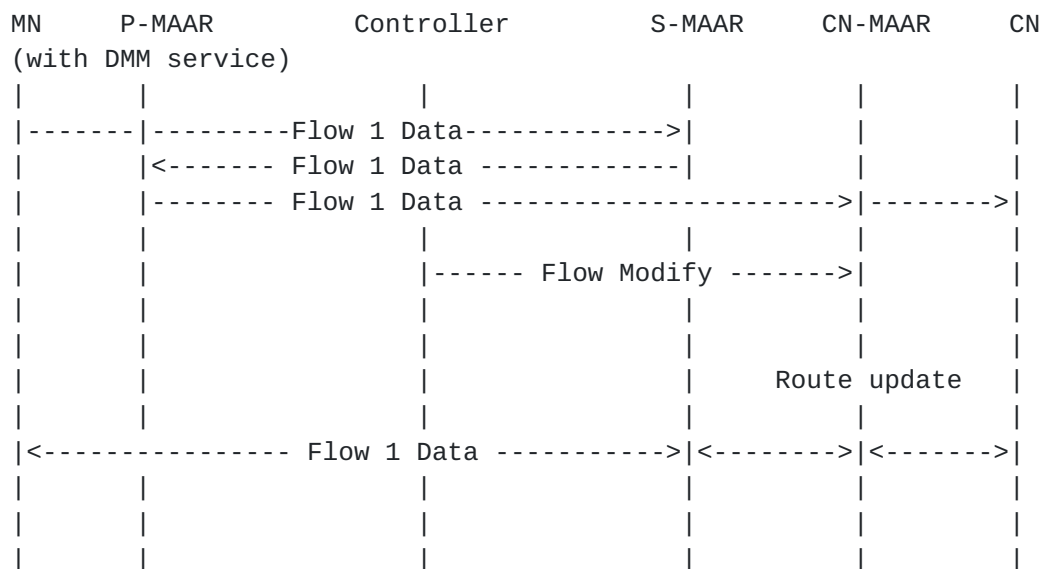 MN     P-MAAR         Controller         S-MAAR     CN-MAAR     CN
(with DMM service)
|       |                 |                |          |         |
|-------|---------Flow 1 Data------------->|          |         |
|       |<------- Flow 1 Data -------------|          |         |
|       |-------- Flow 1 Data ----------------------->|-------->|
|       |                 |                |          |         |
|       |                 |------ Flow Modify ------->|         |
|       |                 |                |          |         |
|       |                 |                |          |         |
|       |                 |                |     Route update   |
|       |                 |                |          |         |
|<---------------- Flow 1 Data ----------->|<-------->|<------->|
|       |                 |                |          |         |
|       |                 |                |          |         |
|       |                 |                |          |         |